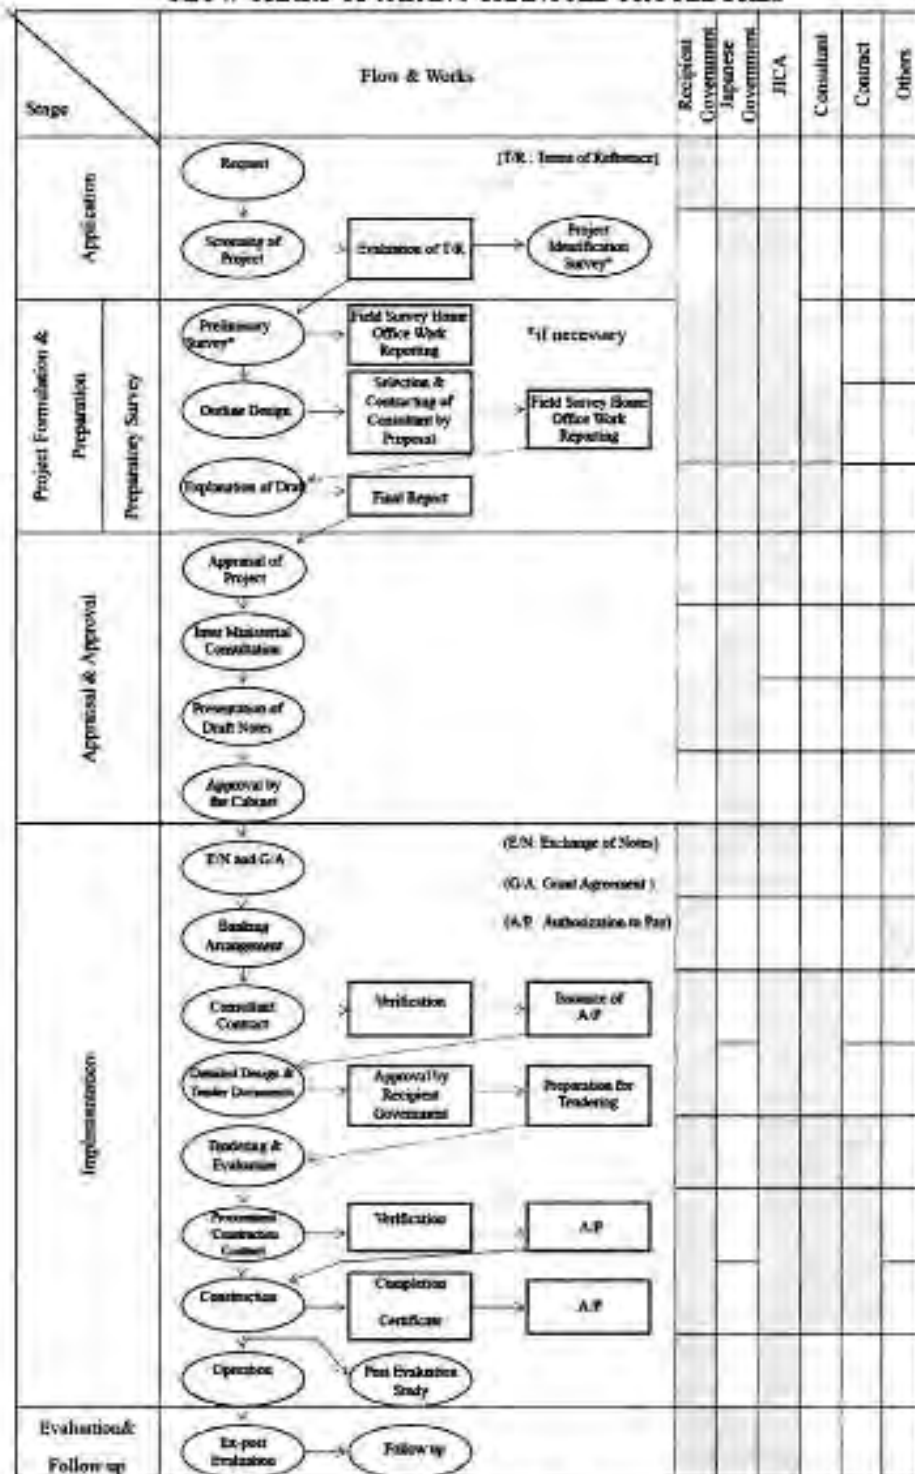 Stage
Flow & Works
Recipient
Government
Japanese
Government
JICA
Consultant
Contract
Others
Application
Request
[T/R : Terms of Reference]
Screening of
Project
Evaluation of T/R
Project
Identification
Survey*
Project Formulation &
Preparation
Preparatory Survey
Preliminary
Survey*
Field Survey Home
Office Work
Reporting
*if necessary
Outline Design
Selection &
Contracting of
Consultant by
Proposal
Field Survey Home
Office Work
Reporting
Explanation of Draft
Final Report
Appraisal & Approval
Appraisal of
Project
Inter Ministerial
Consultation
Presentation of
Draft Notes
Approval by
the Cabinet
Implementation
E/N and G/A
(E/N: Exchange of Notes)
(G/A: Grant Agreement )
(A/P : Authorization to Pay)
Banking
Arrangement
Consultant
Contract
Verification
Issuance of
A/P
Detailed Design &
Tender Documents
Approval by
Recipient
Government
Preparation for
Tendering
Tendering &
Evaluation
Procurement
/Construction
Contract
Verification
A/P
Construction
Completion
Certificate
A/P
Operation
Post Evaluation
Study
Evaluation&
Follow up
Ex-post
Evaluation
Follow up